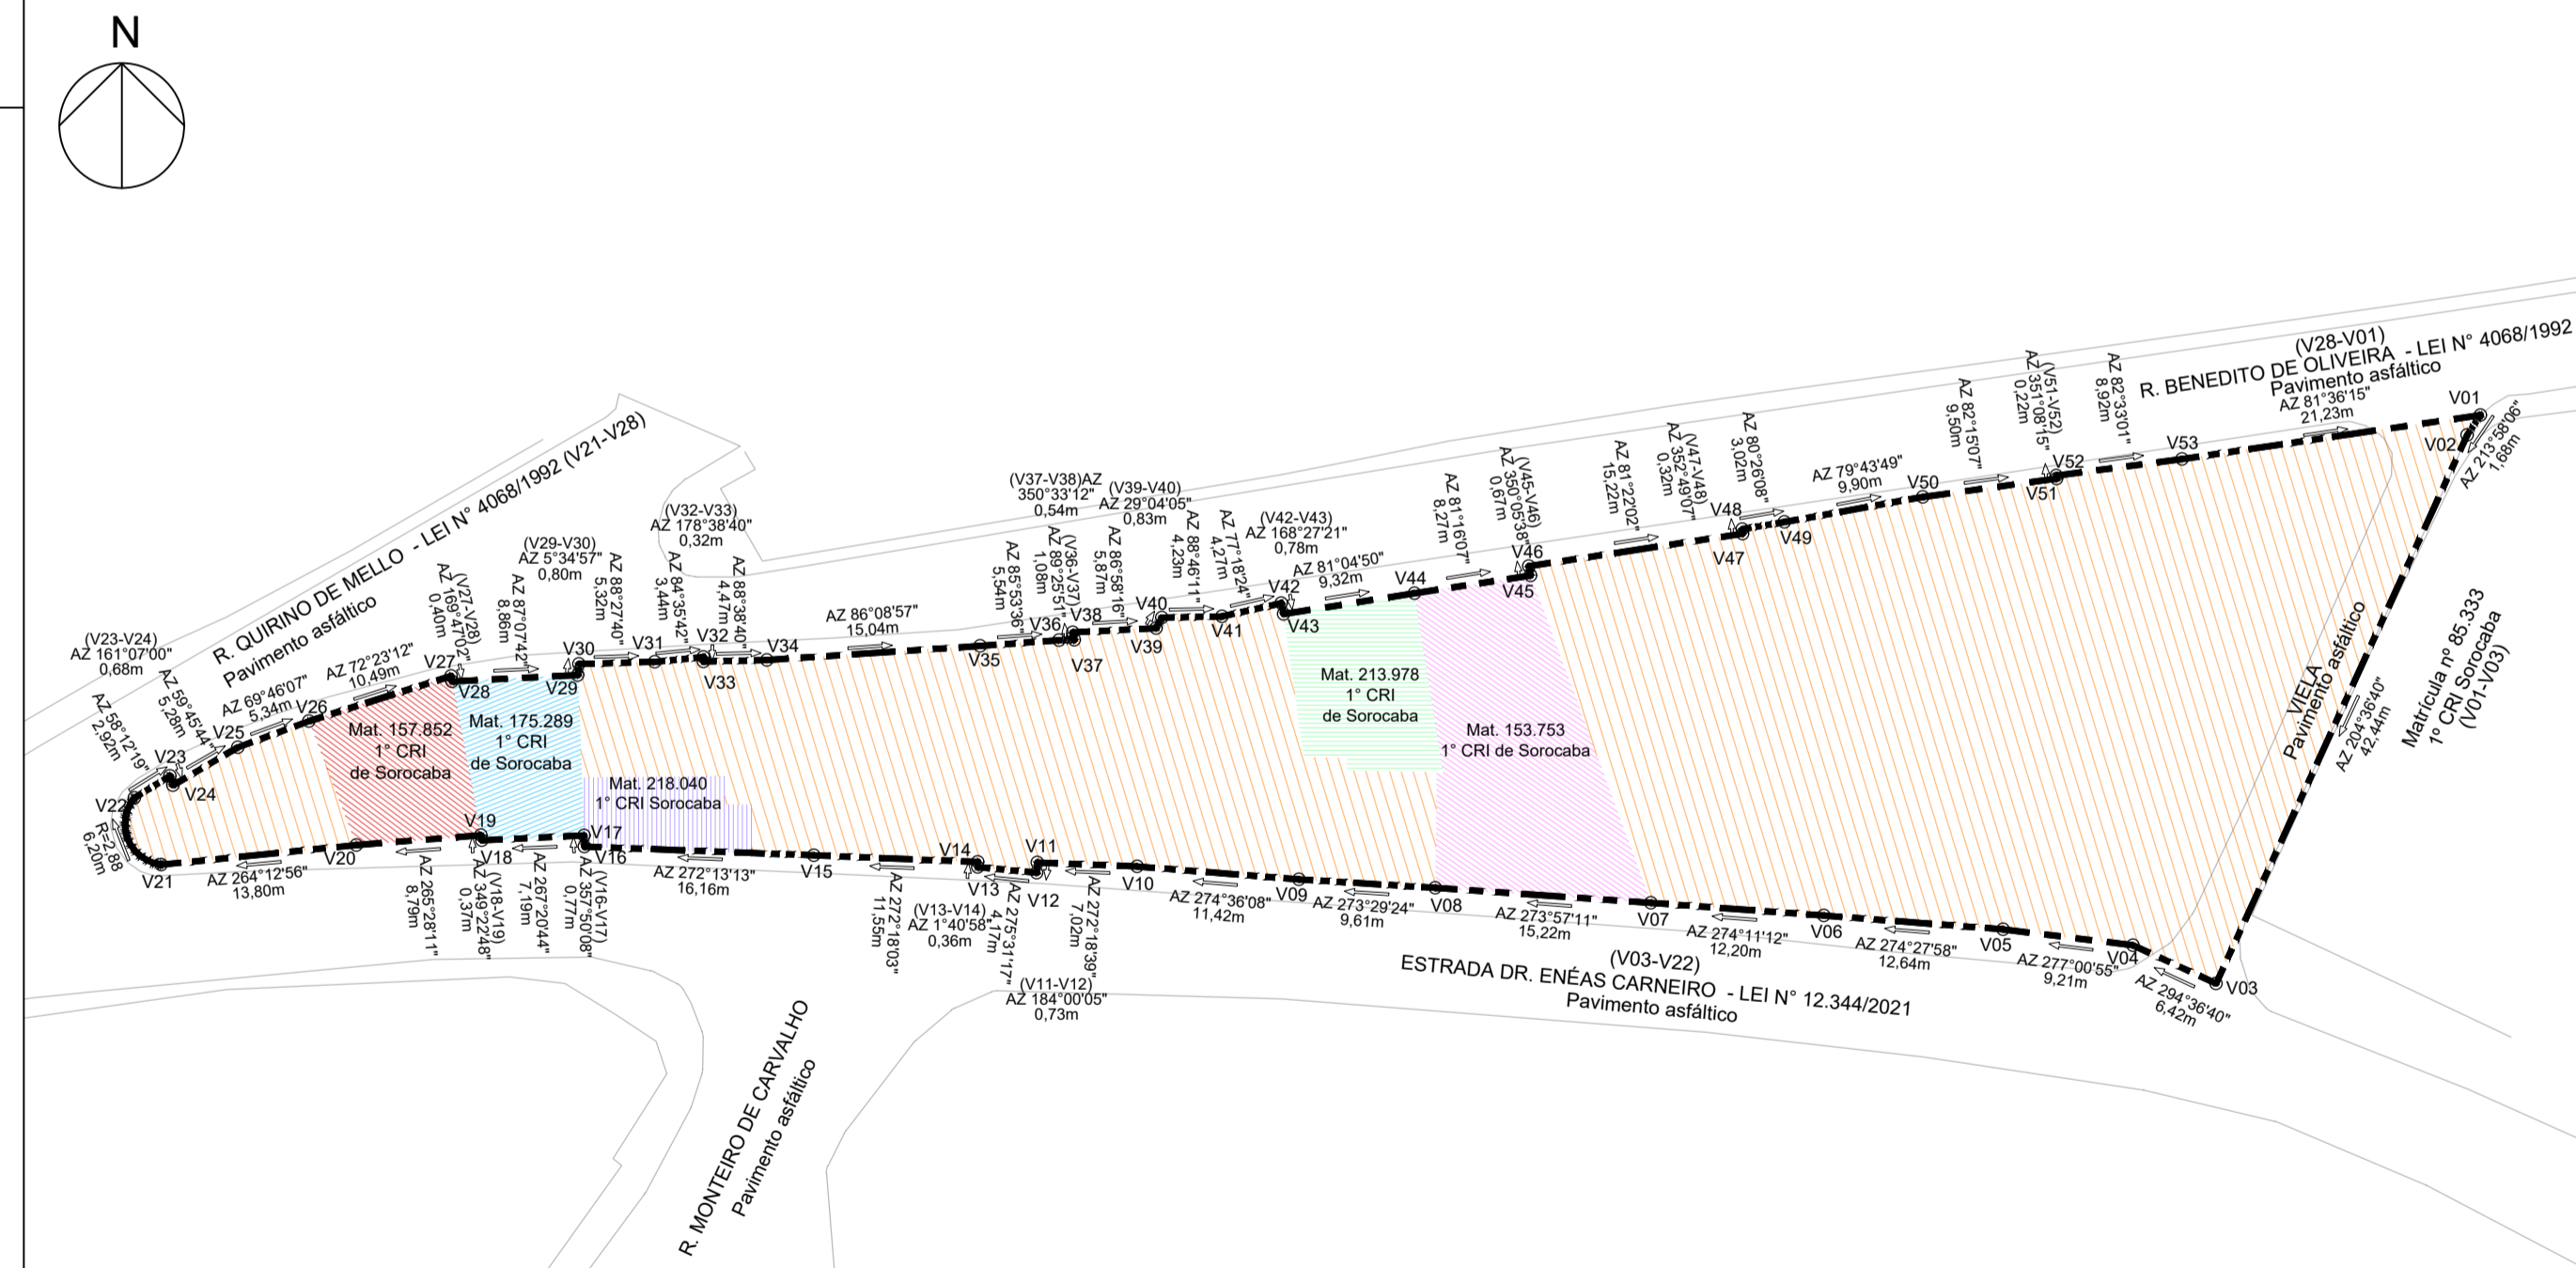 N
R. QUIRINO DE MELLO - LEI N° 4068/1992 (V21-V28)
Pavimento asfáltico
(V28-V01)
R. BENEDITO DE OLIVEIRA - LEI N° 4068/1992
Pavimento asfáltico
AZ 81°36'15"
21,23m
V01
V02
AZ 213°58'06"
1,68m
AZ 204°36'40"
42,44m
Matrícula nº 85.333
1° CRI Sorocaba
(V01-V03)
VIELA
Pavimento asfáltico
V03
AZ 294°36'40"
6,42m
V04
AZ 277°00'55"
9,21m
V05
AZ 274°27'58"
12,64m
V06
AZ 274°11'12"
12,20m
V07
AZ 273°57'11"
15,22m
V08
AZ 273°29'24"
9,61m
V09
AZ 274°36'08"
11,42m
V10
AZ 272°18'39"
7,02m
V11
(V11-V12)
AZ 184°00'05"
0,73m
V12
AZ 275°31'17"
4,17m
V13
(V13-V14)
AZ 1°40'58"
0,36m
V14
AZ 272°18'03"
11,55m
V15
AZ 272°13'13"
16,16m
V16
(V16-V17)
AZ 357°50'08"
0,77m
V17
AZ 267°20'44"
7,19m
V18
(V18-V19)
AZ 349°22'48"
0,37m
V19
AZ 265°28'11"
8,79m
V20
AZ 264°12'56"
13,80m
V21
R=2,88
6,20m
V22
AZ 58°12'19"
2,92m
V23
(V23-V24)
AZ 161°07'00"
0,68m
V24
AZ 59°45'44"
5,28m
V25
AZ 69°46'07"
5,34m
V26
AZ 72°23'12"
10,49m
V27
(V27-V28)
AZ 169°47'02"
0,40m
V28
AZ 87°07'42"
8,86m
V29
(V29-V30)
AZ 5°34'57"
0,80m
V30
AZ 88°27'40"
5,32m
V31
AZ 84°35'42"
3,44m
V32
(V32-V33)
AZ 178°38'40"
0,32m
V33
AZ 88°38'40"
4,47m
V34
AZ 86°08'57"
15,04m
V35
AZ 85°53'36"
5,54m
V36
(V36-V37)
AZ 89°25'51"
1,08m
V37
(V37-V38)AZ
350°33'12"
0,54m
V38
AZ 86°58'16"
5,87m
V39
(V39-V40)
AZ 29°04'05"
0,83m
V40
AZ 88°46'11"
4,23m
V41
AZ 77°18'24"
4,27m
V42
(V42-V43)
AZ 168°27'21"
0,78m
V43
AZ 81°04'50"
9,32m
V44
AZ 81°16'07"
8,27m
V45
(V45-V46)
AZ 350°05'38"
0,67m
V46
AZ 81°22'02"
15,22m
V47
(V47-V48)
AZ 352°49'07"
0,32m
V48
AZ 80°26'08"
3,02m
V49
AZ 79°43'49"
9,90m
V50
AZ 82°15'07"
9,50m
V51
(V51-V52)
AZ 351°08'15"
0,22m
V52
AZ 82°33'01"
8,92m
V53
Mat. 157.852
1° CRI
de Sorocaba
Mat. 175.289
1° CRI
de Sorocaba
Mat. 218.040
1° CRI Sorocaba
Mat. 213.978
1° CRI
de Sorocaba
Mat. 153.753
1° CRI de Sorocaba
(V03-V22)
ESTRADA DR. ENÉAS CARNEIRO - LEI N° 12.344/2021
Pavimento asfáltico
R. MONTEIRO DE CARVALHO
Pavimento asfáltico